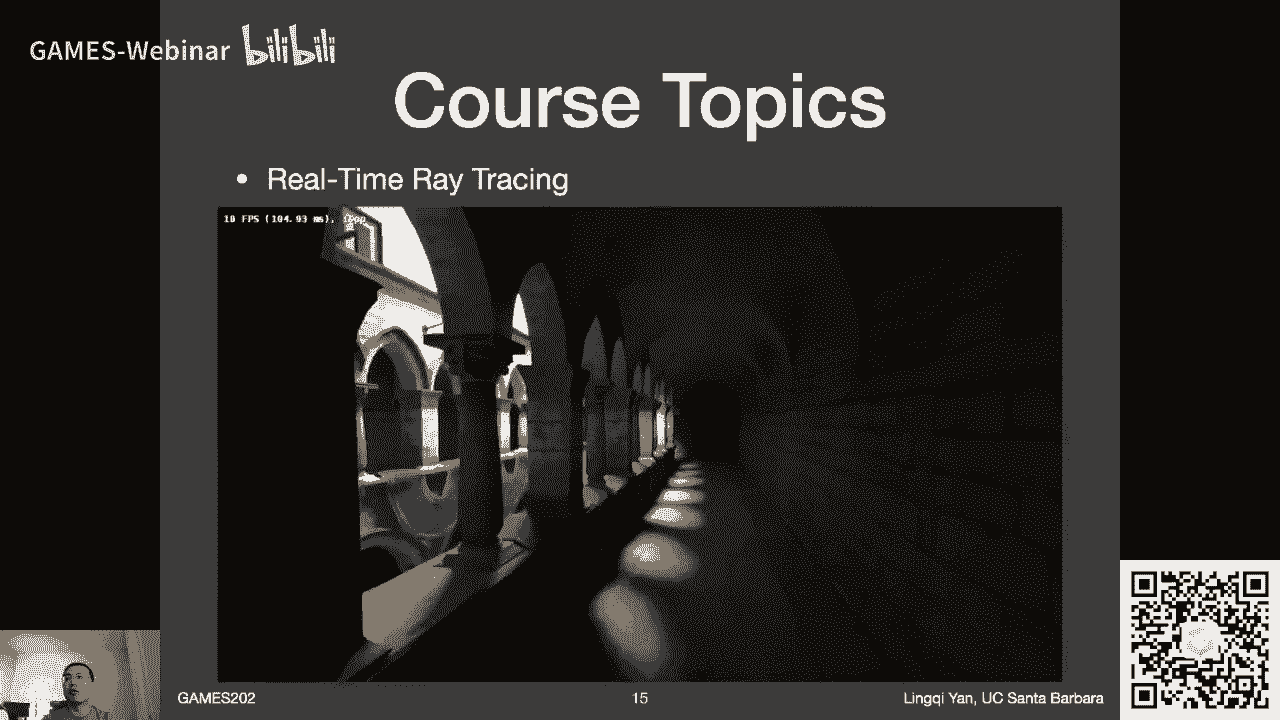 GAMES-Webinar bilibili
Course Topics
• Real-Time Ray Tracing
10 FPS (104.93 ms),
GAMES202
15
Lingqi Yan, UC Santa Barbara